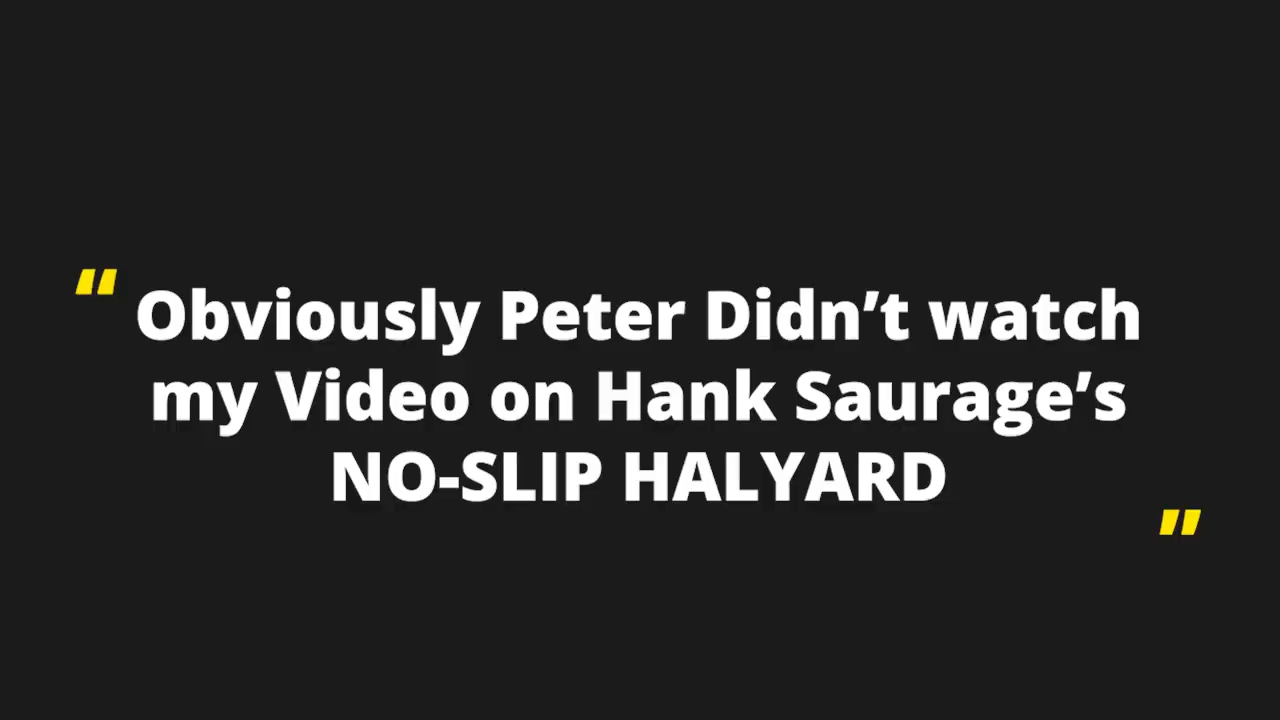 " Obviously Peter Didn’t watch
my Video on Hank Saurage’s
NO-SLIP HALYARD
"